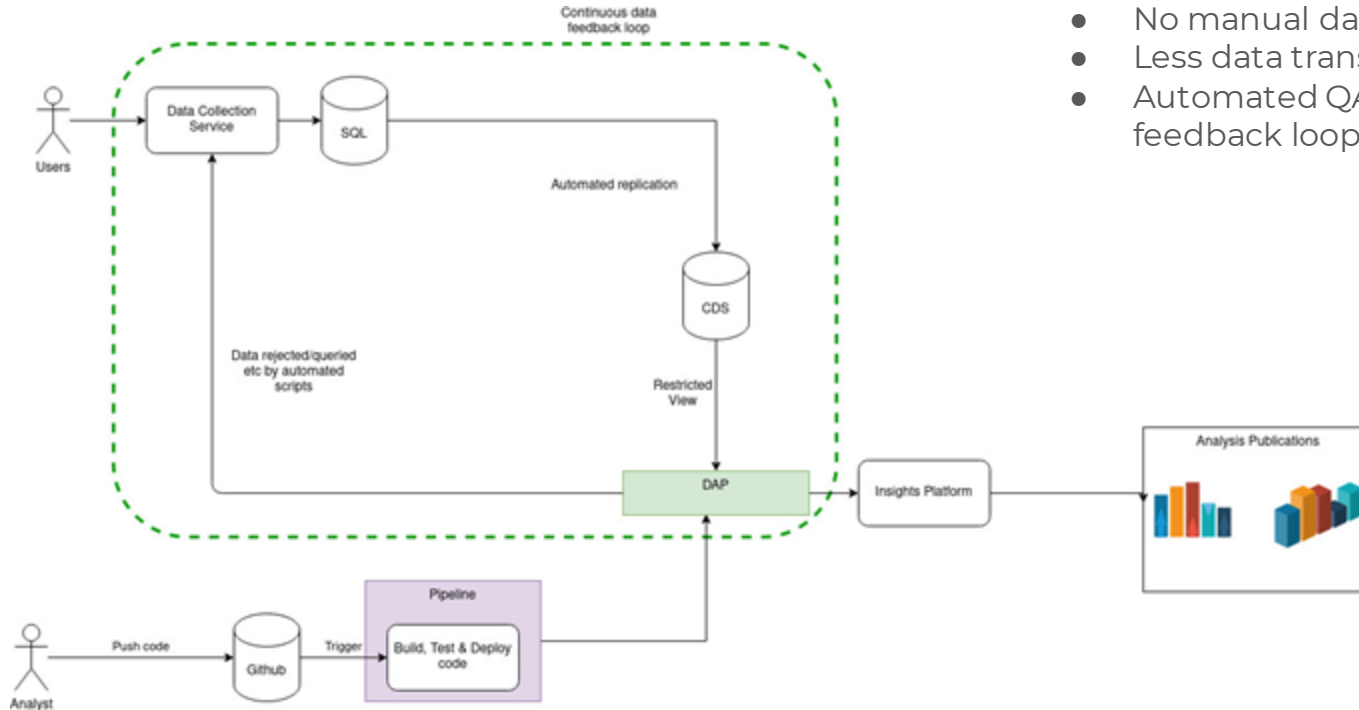 Continuous data
feedback loop
● No manual da
● Less data trans
● Automated QA
feedback loop
Users
Data Collection
Service
SQL
Automated replication
CDS
Data rejected/queried
etc by automated
scripts
Restricted
View
DAP
Insights Platform
Analysis Publications
Pipeline
Analyst
Push code
Github
Trigger
Build, Test & Deploy
code